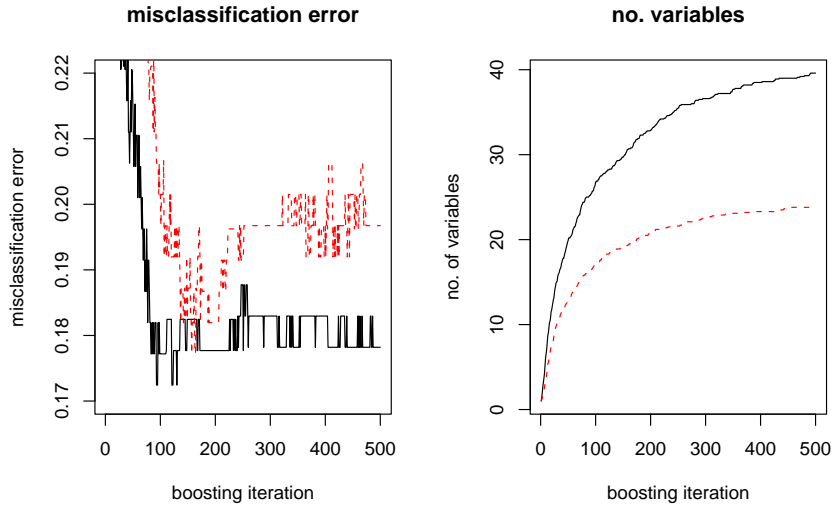 misclassification error
no. variables
misclassification error
0.17 0.18 0.19 0.20 0.21 0.22
0 100 200 300 400 500
boosting iteration
no. of variables
0 10 20 30 40
0 100 200 300 400 500
boosting iteration